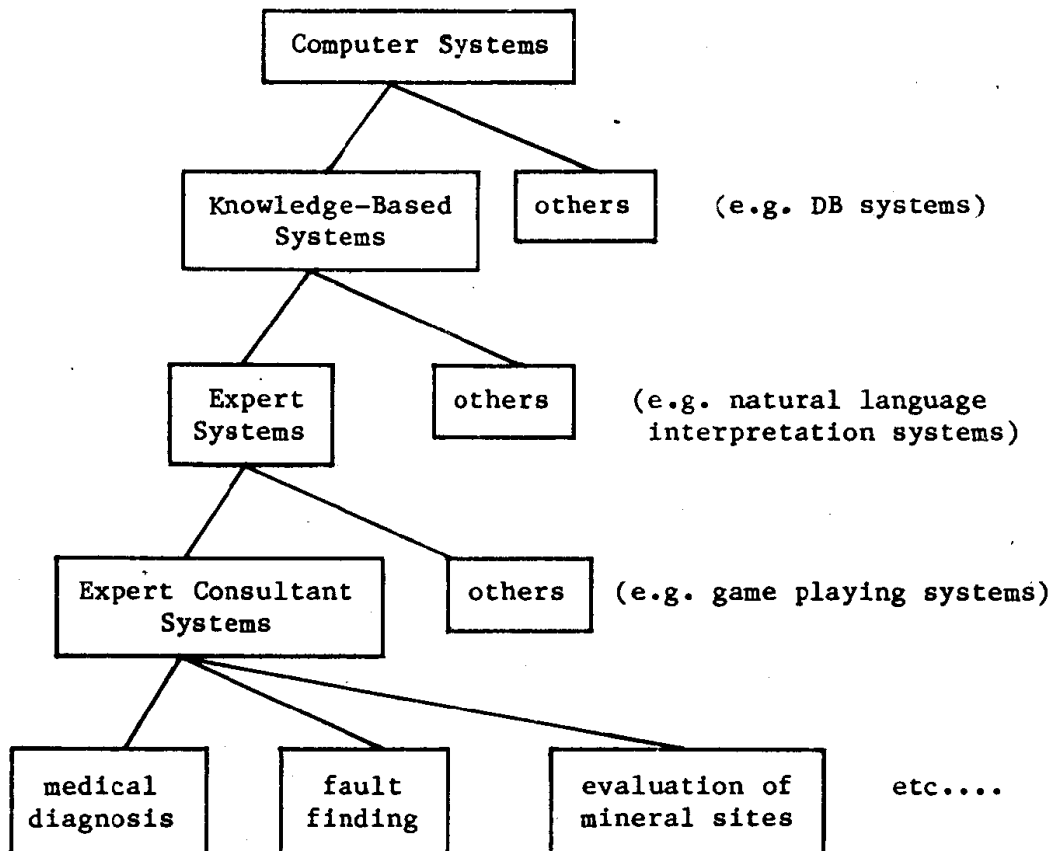 Computer Systems
Knowledge-Based
Systems
others
(e.g. DB systems)
Expert
Systems
others
(e.g. natural language
interpretation systems)
Expert Consultant
Systems
others
(e.g. game playing systems)
medical
diagnosis
fault
finding
evaluation of
mineral sites
etc....